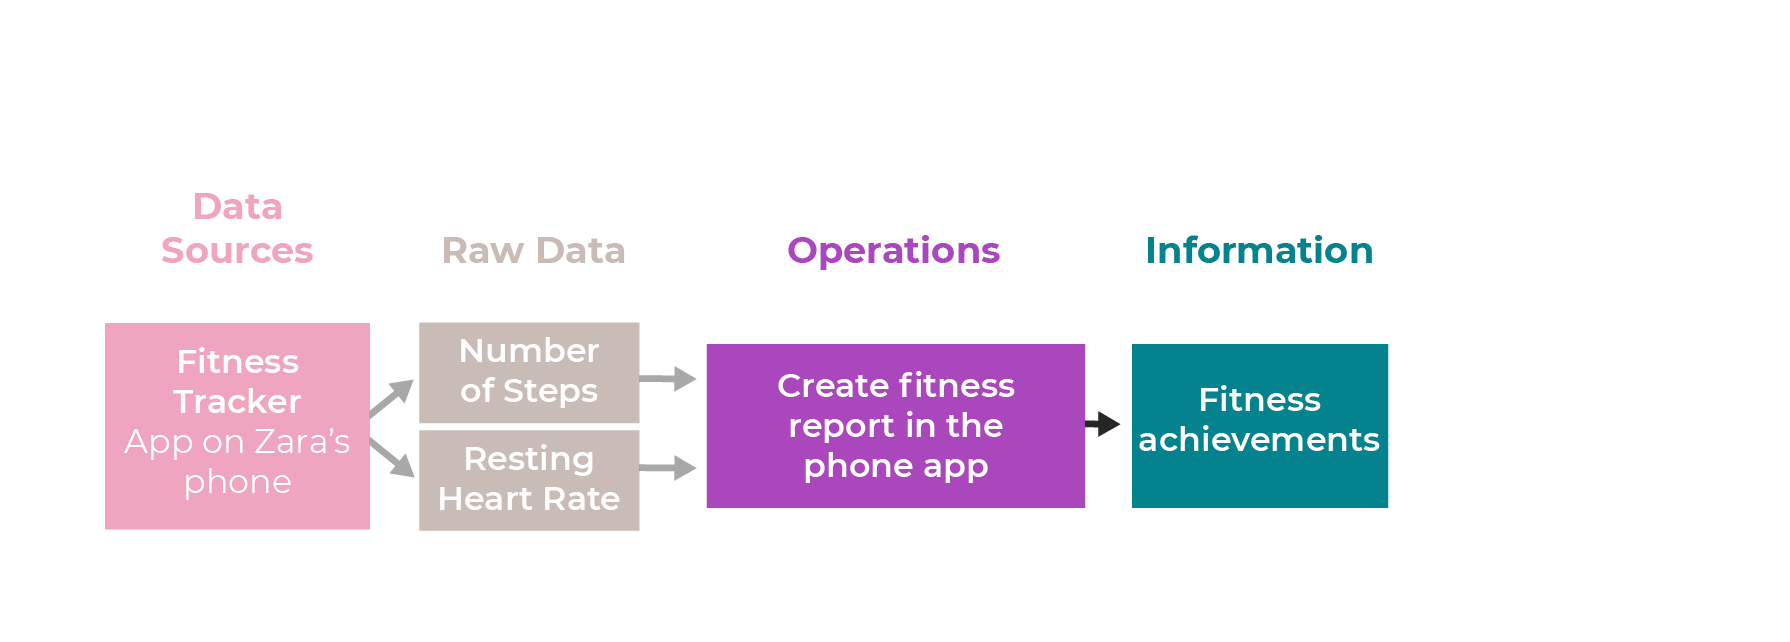 Data
Sources
Raw Data
Operations
Information
Fitness
Tracker
App on Zara’s
phone
Number
of Steps
Resting
Heart Rate
Create fitness
report in the
phone app
Fitness
achievements